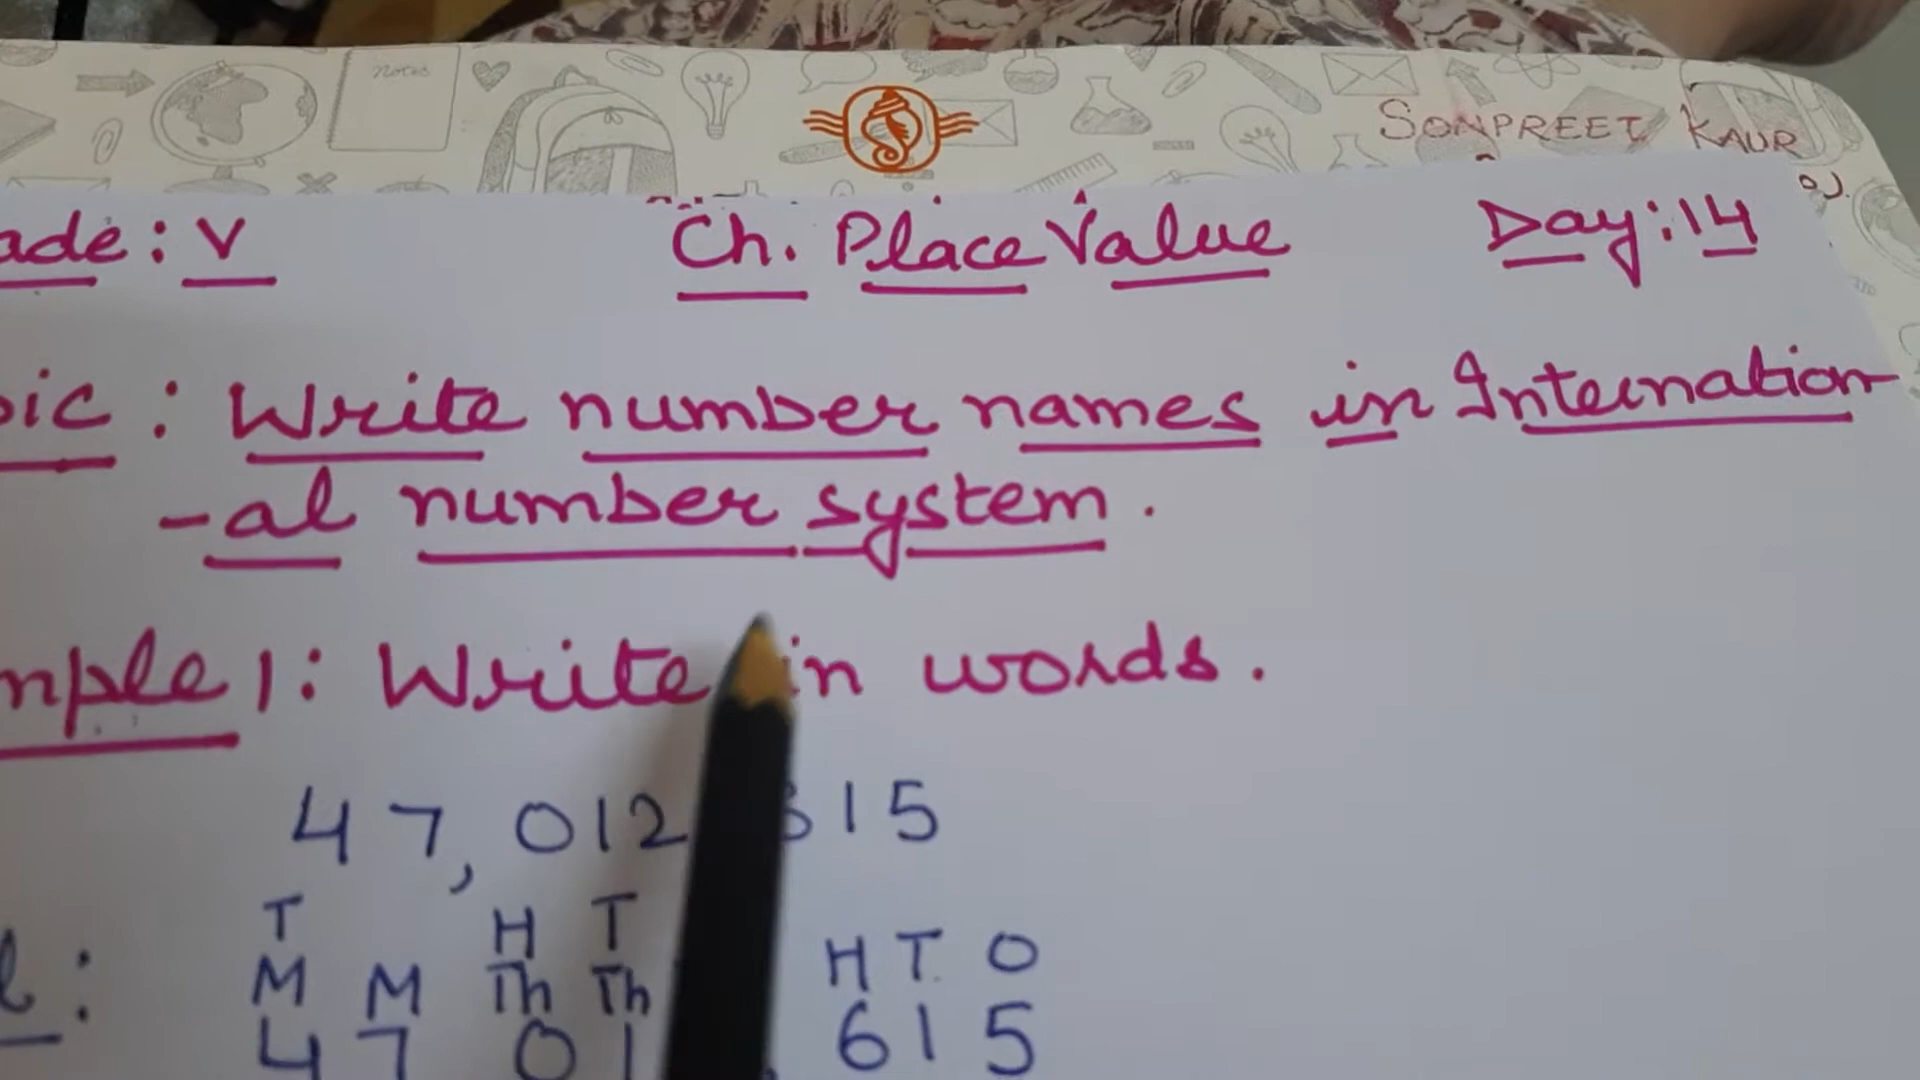 Notes
SONPREET KAUR
ade: V Ch. Place Value Day: 14
pic: Write number names in Internation
-al number system.
mple 1: Write in words.
47,012 615
T H T
M M Th Th H T O
47 01 615